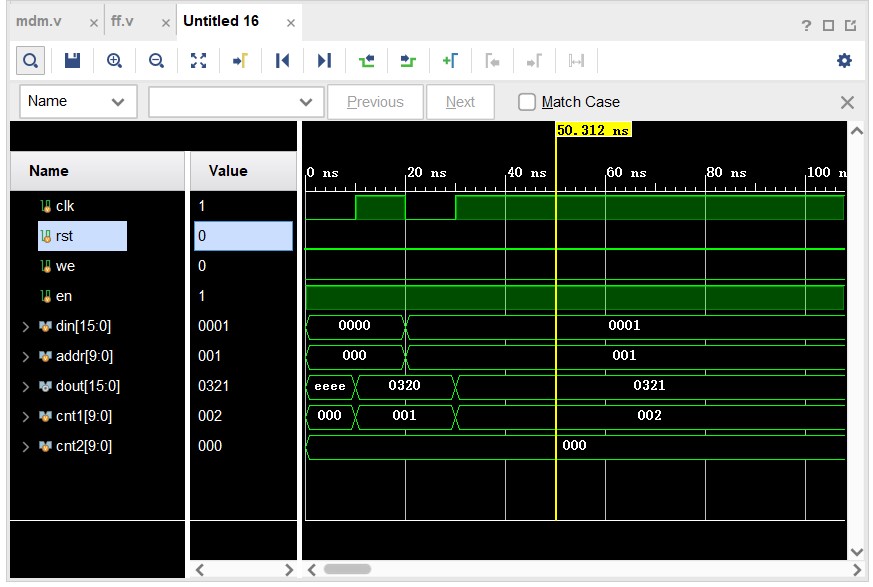 mdm.v × ff.v × Untitled 16 ×
?
Name Previous Next Match Case
50.312 ns
Name Value 0 ns 20 ns 40 ns 60 ns 80 ns 100 n
clk 1
rst 0
we 0
en 1
din[15:0] 0001 0000 0001
addr[9:0] 001 000 001
dout[15:0] 0321 eeee 0320 0321
cnt1[9:0] 002 000 001 002
cnt2[9:0] 000 000